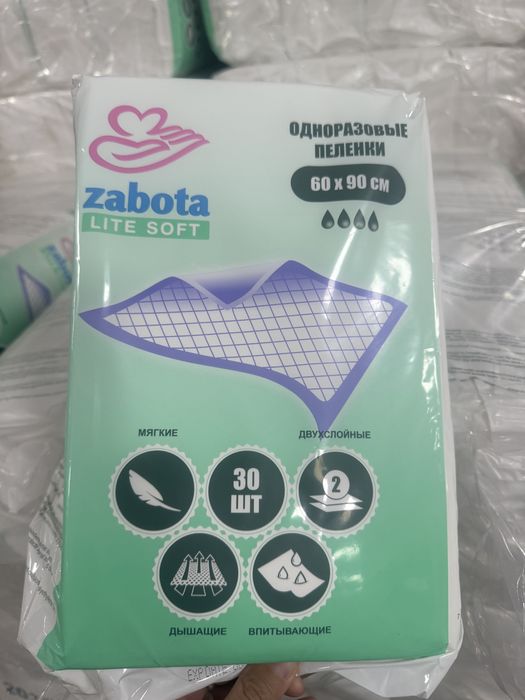 zabota
LITE SOFT
ОДНОРАЗОВЫЕ
ПЕЛЕНКИ
60 х 90 см
МЯГКИЕ
ДВУХСЛОЙНЫЕ
30
ШТ
2
ДЫШАЩИЕ
ВПИТЫВАЮЩИЕ